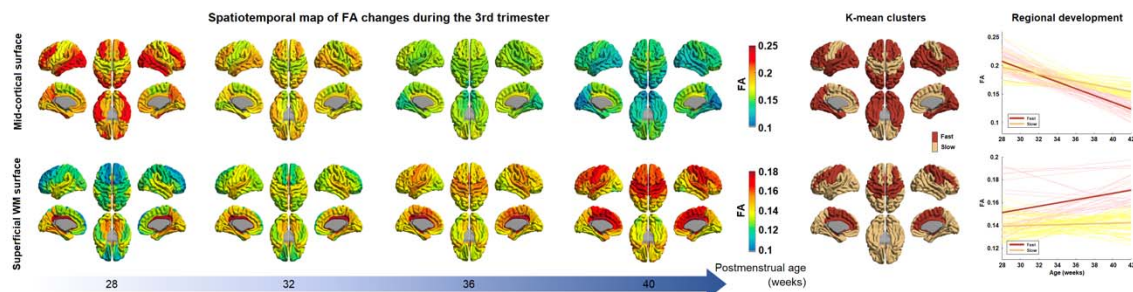 Spatiotemporal map of FA changes during the 3rd trimester
K-mean clusters
Regional development
Mid-cortical surface
0.25
0.2
0.15
0.1
FA
Fast
Slow
FA
0.25
0.2
0.15
0.1
Fast
Slow
28 30 32 34 36 38 40 42
Superficial WM surface
0.18
0.16
0.14
0.12
0.1
FA
FA
0.2
0.18
0.16
0.14
0.12
Fast
Slow
28 30 32 34 36 38 40 42
Age (weeks)
28
32
36
40
Postmenstrual age
(weeks)